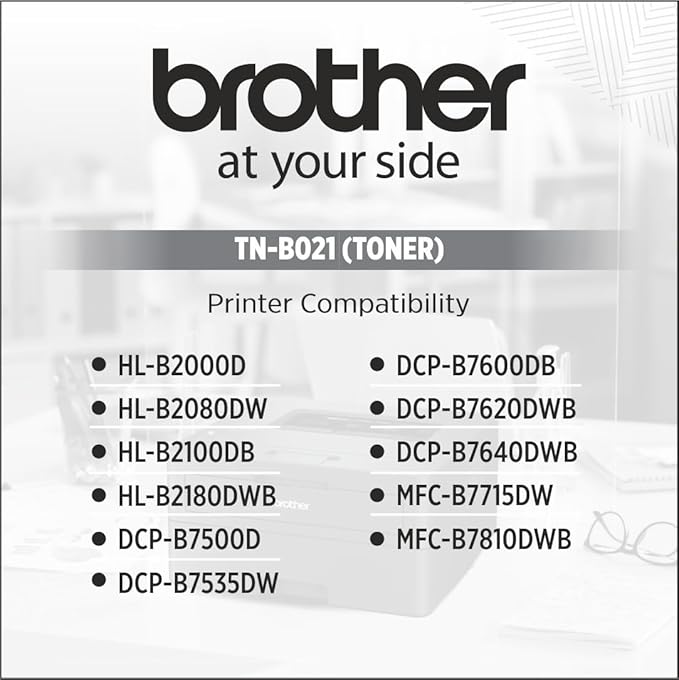 brother
at your side
TN-B021 (TONER)
Printer Compatibility
HL-B2000D
HL-B2080DW
HL-B2100DB
HL-B2180DWB
DCP-B7500D
DCP-B7535DW
DCP-B7600DB
DCP-B7620DWB
DCP-B7640DWB
MFC-B7715DW
MFC-B7810DWB
brother